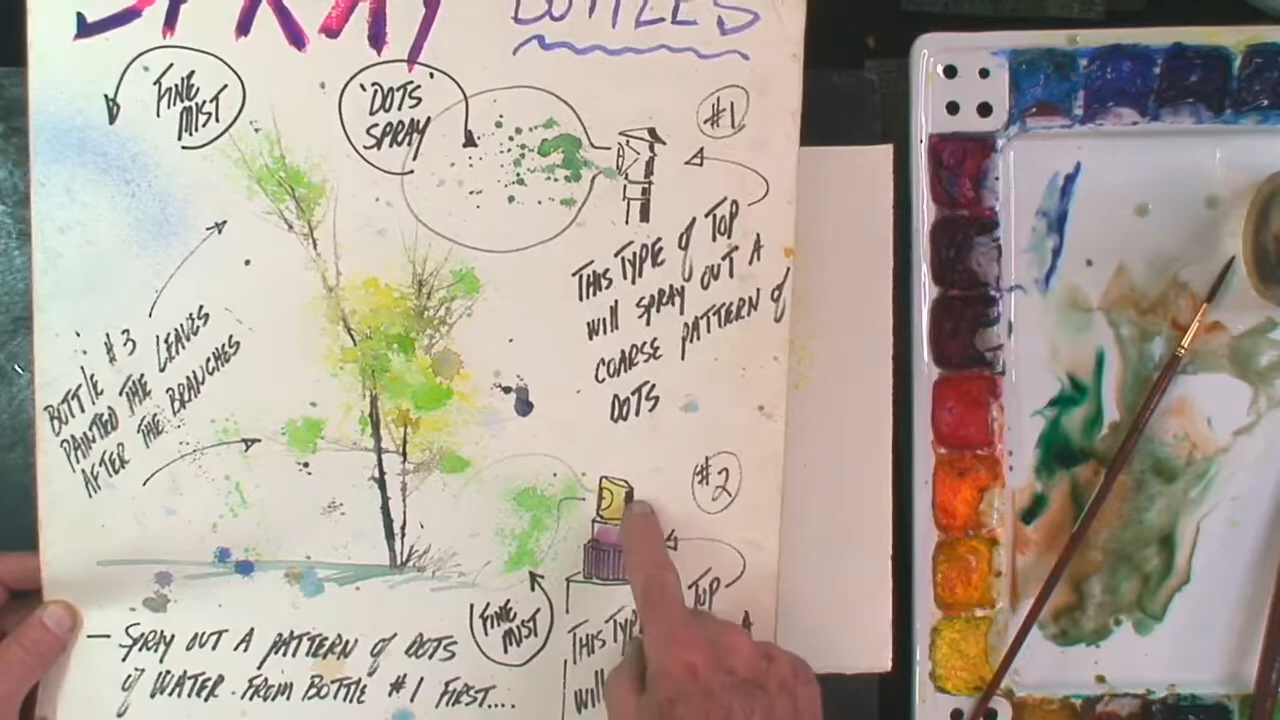 SPRAY BOTTLES
FINE
MIST
'DOTS'
SPRAY
#1
THIS TYPE of TOP
will SPRAY OUT A
COARSE PATTERN of
DOTS
BOTTLE #3
PAINTED THE LEAVES
AFTER THE BRANCHES
#2
FINE
MIST
THIS TYPE TOP
will A
— SPRAY OUT A PATTERN of DOTS
of WATER. FROM BOTTLE #1 FIRST....